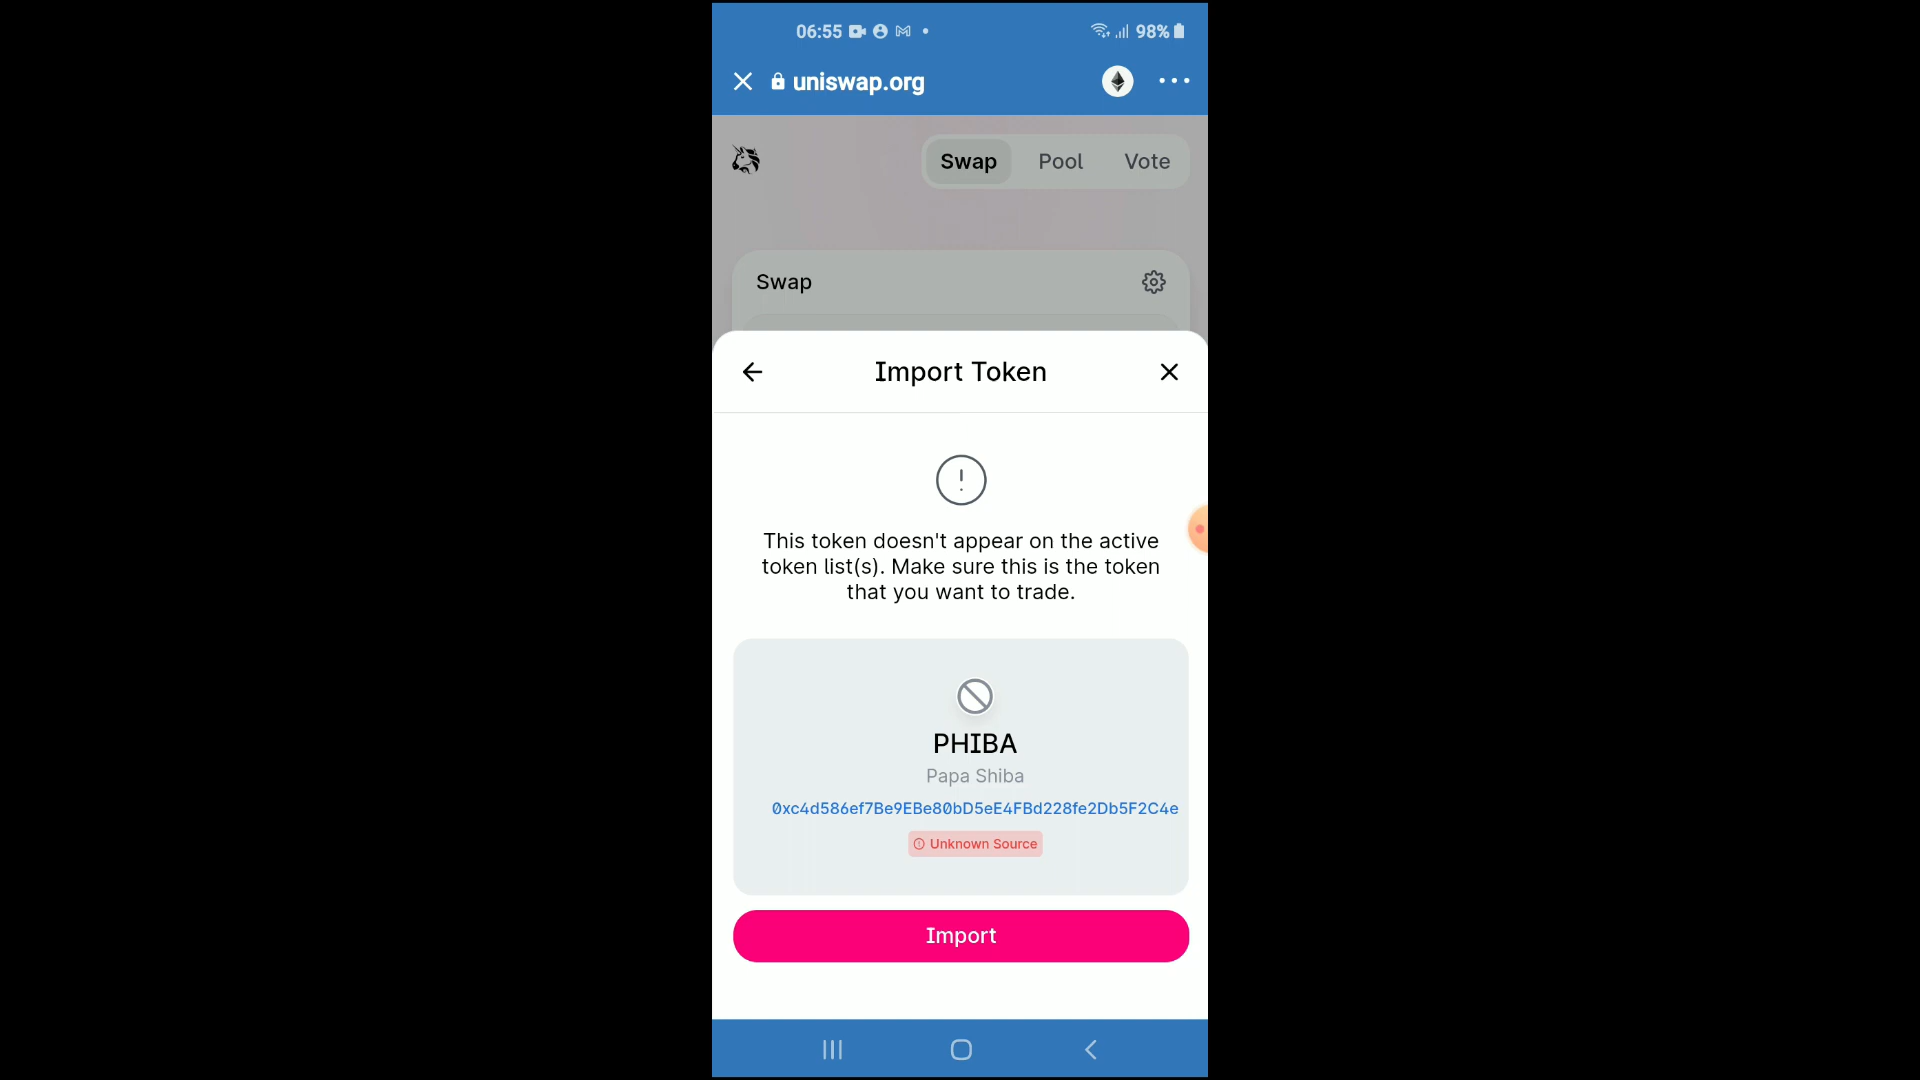 06:55
98%
uniswap.org
Swap
Pool
Vote
Swap
Import Token
This token doesn't appear on the active
token list(s). Make sure this is the token
that you want to trade.
PHIBA
Papa Shiba
0xc4d586ef7Be9EBe80bD5eE4FBd228fe2Db5F2C4e
Unknown Source
Import